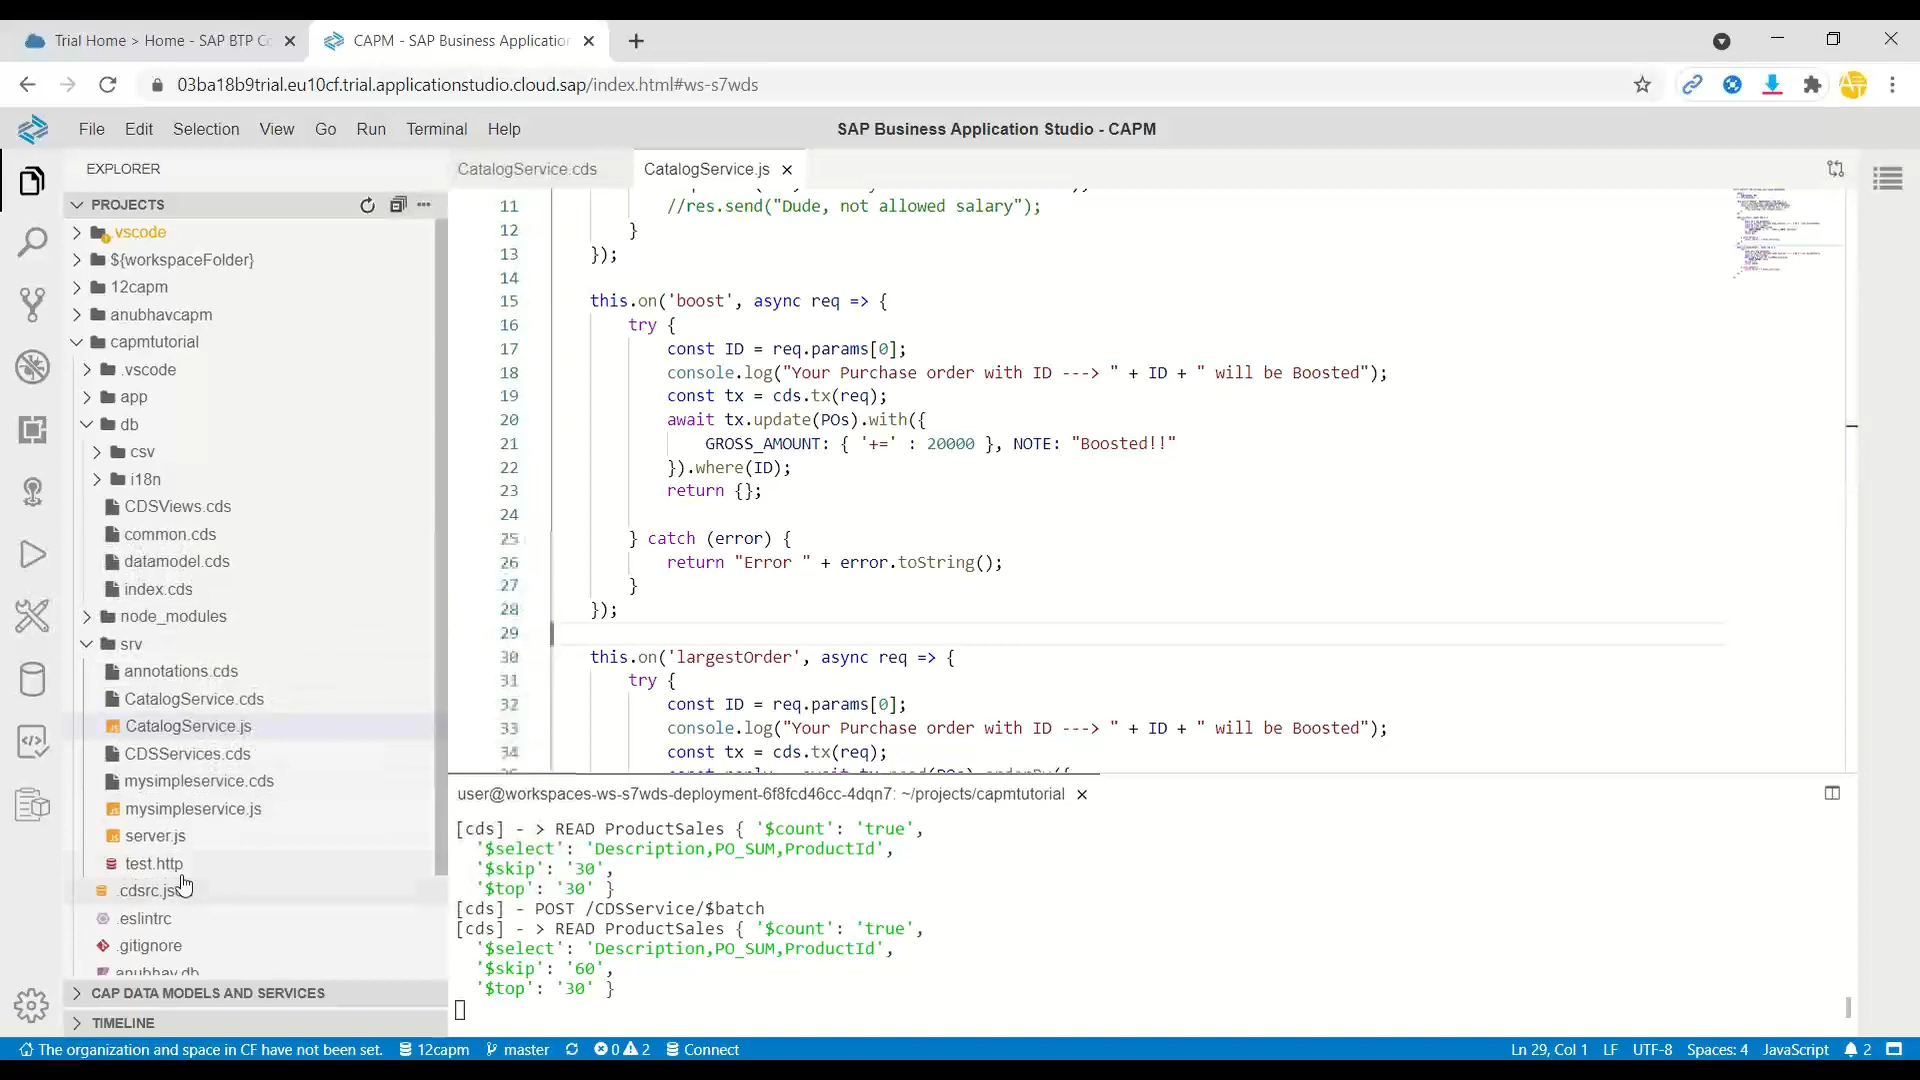 Trial Home > Home - SAP BTP Co
CAPM - SAP Business Application
03ba18b9trial.eu10cf.trial.applicationstudio.cloud.sap/index.html#ws-s7wds
File Edit Selection View Go Run Terminal Help
SAP Business Application Studio - CAPM
EXPLORER
PROJECTS
.vscode
${workspaceFolder}
12capm
anubhavcapm
capmtutorial
.vscode
app
db
csv
i18n
CDSViews.cds
common.cds
datamodel.cds
index.cds
node_modules
srv
annotations.cds
CatalogService.cds
CatalogService.js
CDSServices.cds
mysimpleservice.cds
mysimpleservice.js
server.js
test.http
.cdsrc.js
.eslintrc
.gitignore
anubhav.db
CAP DATA MODELS AND SERVICES
TIMELINE
CatalogService.cds
CatalogService.js
11 //res.send("Dude, not allowed salary");
12 }
13 });
14
15 this.on('boost', async req => {
16 try {
17 const ID = req.params[0];
18 console.log("Your Purchase order with ID ---> " + ID + " will be Boosted");
19 const tx = cds.tx(req);
20 await tx.update(POs).with({
21 GROSS_AMOUNT: { '+=' : 20000 }, NOTE: "Boosted!!"
22 }).where(ID);
23 return {};
24
25 } catch (error) {
26 return "Error " + error.toString();
27 }
28 });
29
30 this.on('largestOrder', async req => {
31 try {
32 const ID = req.params[0];
33 console.log("Your Purchase order with ID ---> " + ID + " will be Boosted");
34 const tx = cds.tx(req);
user@workspaces-ws-s7wds-deployment-6f8fcd46cc-4dqn7: ~/projects/capmtutorial
[cds] - > READ ProductSales { '$count': 'true',
'$select': 'Description,PO_SUM,ProductId',
'$skip': '30',
'$top': '30' }
[cds] - POST /CDSService/$batch
[cds] - > READ ProductSales { '$count': 'true',
'$select': 'Description,PO_SUM,ProductId',
'$skip': '60',
'$top': '30' }
The organization and space in CF have not been set. 12capm master 0 2 Connect
Ln 29, Col 1 LF UTF-8 Spaces: 4 JavaScript 2